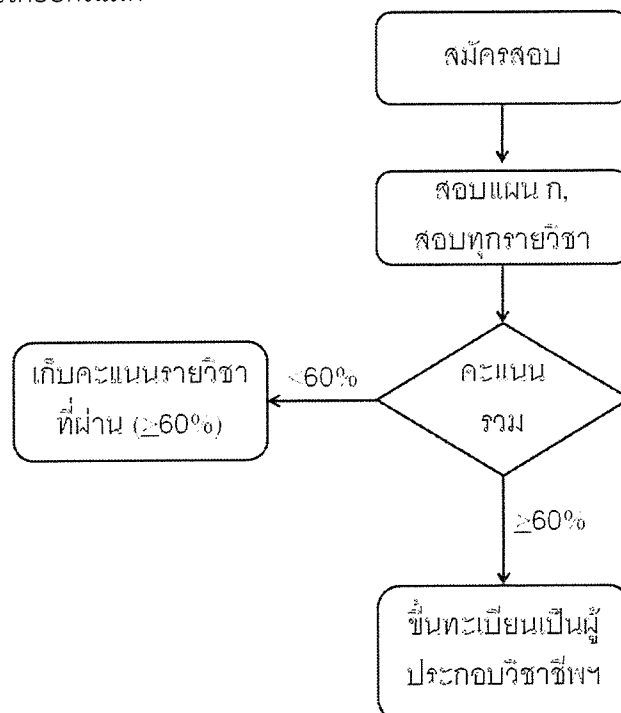 สมัครสอบ
สอบแผน ก,
สอบทุกรายวิชา
คะแนน
รวม
<60%
เก็บคะแนนรายวิชา
ที่ผ่าน (≥60%)
≥60%
ขึ้นทะเบียนเป็นผู้
ประกอบวิชาชีพฯ